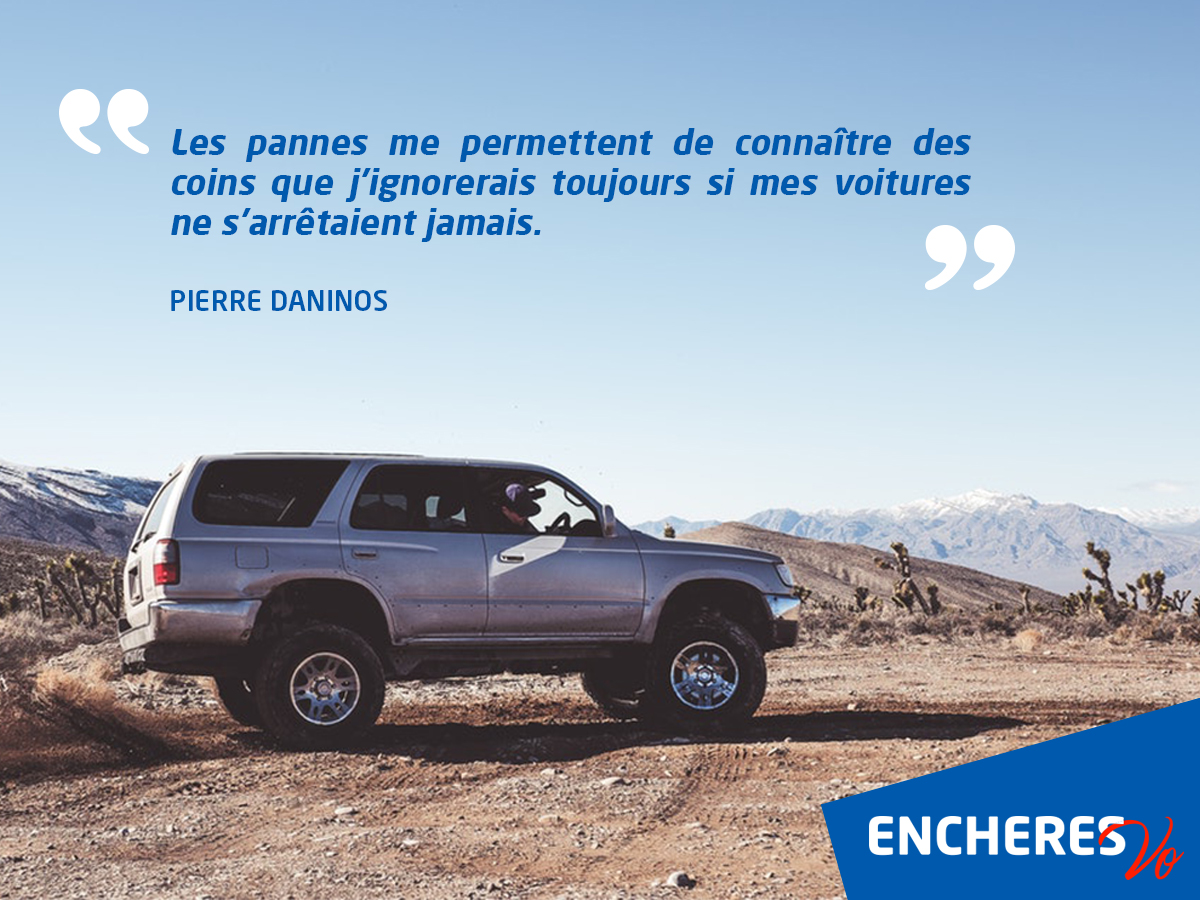 “
Les pannes me permettent de connaître des
coins que j’ignorerais toujours si mes voitures
ne s’arrêtaient jamais.
”
PIERRE DANINOS
ENCHERES Vo